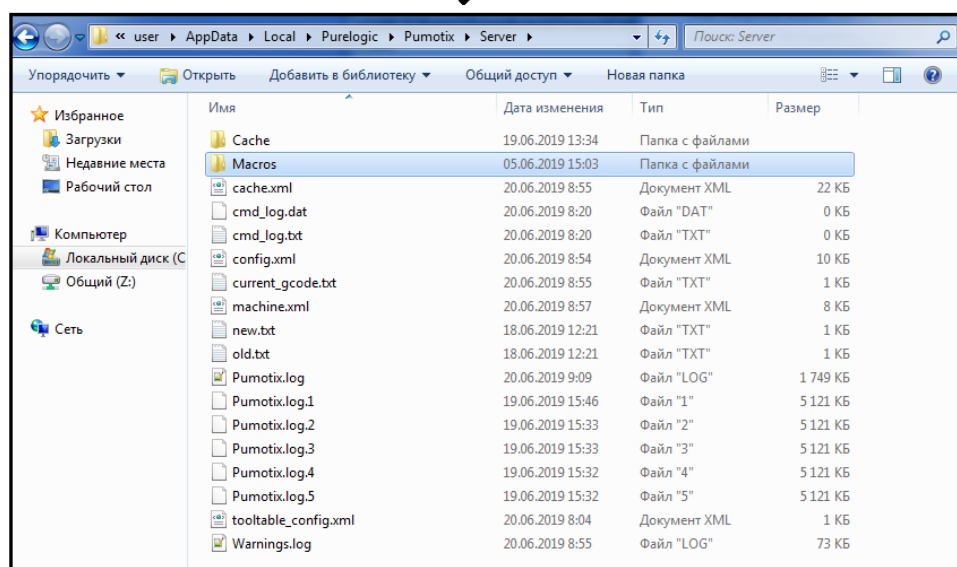 « user ▸ AppData ▸ Local ▸ Purelogic ▸ Pumotix ▸ Server ▸ Поиск: Server
Упорядочить Открыть Добавить в библиотеку Общий доступ Новая папка
Избранное
Загрузки
Недавние места
Рабочий стол
Компьютер
Локальный диск (C
Общий (Z:)
Сеть
Имя Дата изменения Тип Размер
Cache 19.06.2019 13:34 Папка с файлами
Macros 05.06.2019 15:03 Папка с файлами
cache.xml 20.06.2019 8:55 Документ XML 22 КБ
cmd_log.dat 20.06.2019 8:20 Файл "DAT" 0 КБ
cmd_log.txt 20.06.2019 8:20 Файл "TXT" 0 КБ
config.xml 20.06.2019 8:54 Документ XML 10 КБ
current_gcode.txt 20.06.2019 8:55 Файл "TXT" 1 КБ
machine.xml 20.06.2019 8:57 Документ XML 8 КБ
new.txt 18.06.2019 12:21 Файл "TXT" 1 КБ
old.txt 18.06.2019 12:21 Файл "TXT" 1 КБ
Pumotix.log 20.06.2019 9:09 Файл "LOG" 1 749 КБ
Pumotix.log.1 19.06.2019 15:46 Файл "1" 5 121 КБ
Pumotix.log.2 19.06.2019 15:33 Файл "2" 5 121 КБ
Pumotix.log.3 19.06.2019 15:33 Файл "3" 5 121 КБ
Pumotix.log.4 19.06.2019 15:32 Файл "4" 5 121 КБ
Pumotix.log.5 19.06.2019 15:32 Файл "5" 5 121 КБ
tooltable_config.xml 20.06.2019 8:04 Документ XML 1 КБ
Warnings.log 20.06.2019 8:55 Файл "LOG" 73 КБ